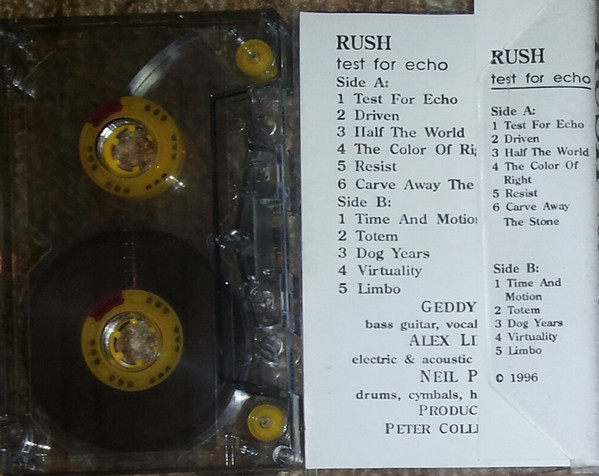 RUSH
test for echo
Side A:
1 Test For Echo
2 Driven
3 Half The World
4 The Color Of
5 Resist
6 Carve Away The
Side B:
1 Time And
2 Totem
3 Dog Years
4 Virtuality
5 Limbo
GEDDY
bass guitar,
ALEX
electric & acoustic
NEIL
drums, cymbals,
PETER
RUSH
test for echo
Side A:
1 Test For Echo
2 Driven
3 Half The World
4 The Color Of
Right
5 Resist
6 Carve Away
The Stone
Side B:
1 Time And
Motion
2 Totem
3 Dog Years
4 Virtuality
5 Limbo
© 1996